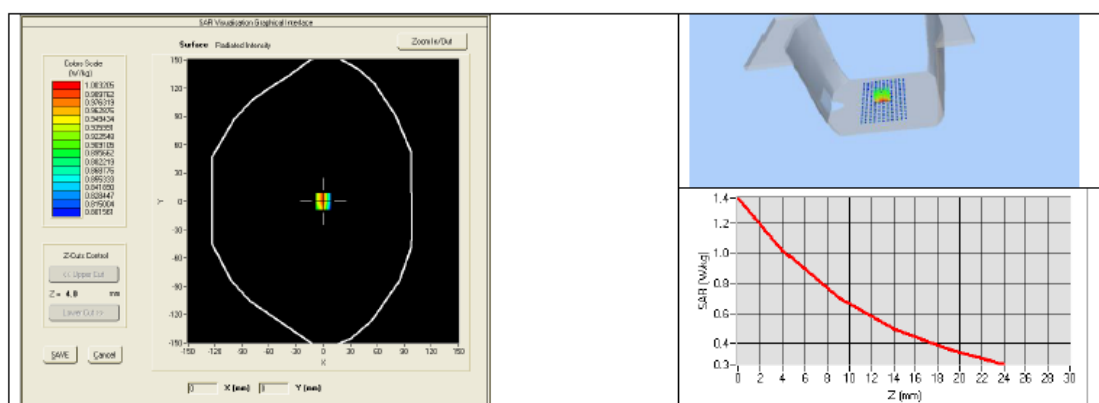 SAR Visualisation Graphical Interface
Surface Radiated Intensity
Zoom In/Out
Colors Scale
(W/kg)
1.003205
0.989762
0.976319
0.962876
0.949434
0.935991
0.922548
0.909105
0.895662
0.882219
0.868776
0.855333
0.841890
0.828447
0.815004
0.801561
150
120
90
60
30
0
-30
-60
-90
-120
-150
Y
-150 -120 -90 -60 -30 0 30 60 90 120 150
X
Z-Cuts Control
<< Upper Cut
Z = 4.0 mm
Lower Cut >>
SAVE Cancel
0 X (mm) 0 Y (mm)
1.4
1.2
1.0
0.8
0.6
0.4
0.3
SAR (W/kg)
0 2 4 6 8 10 12 14 16 18 20 22 24 26 28 30
Z (mm)